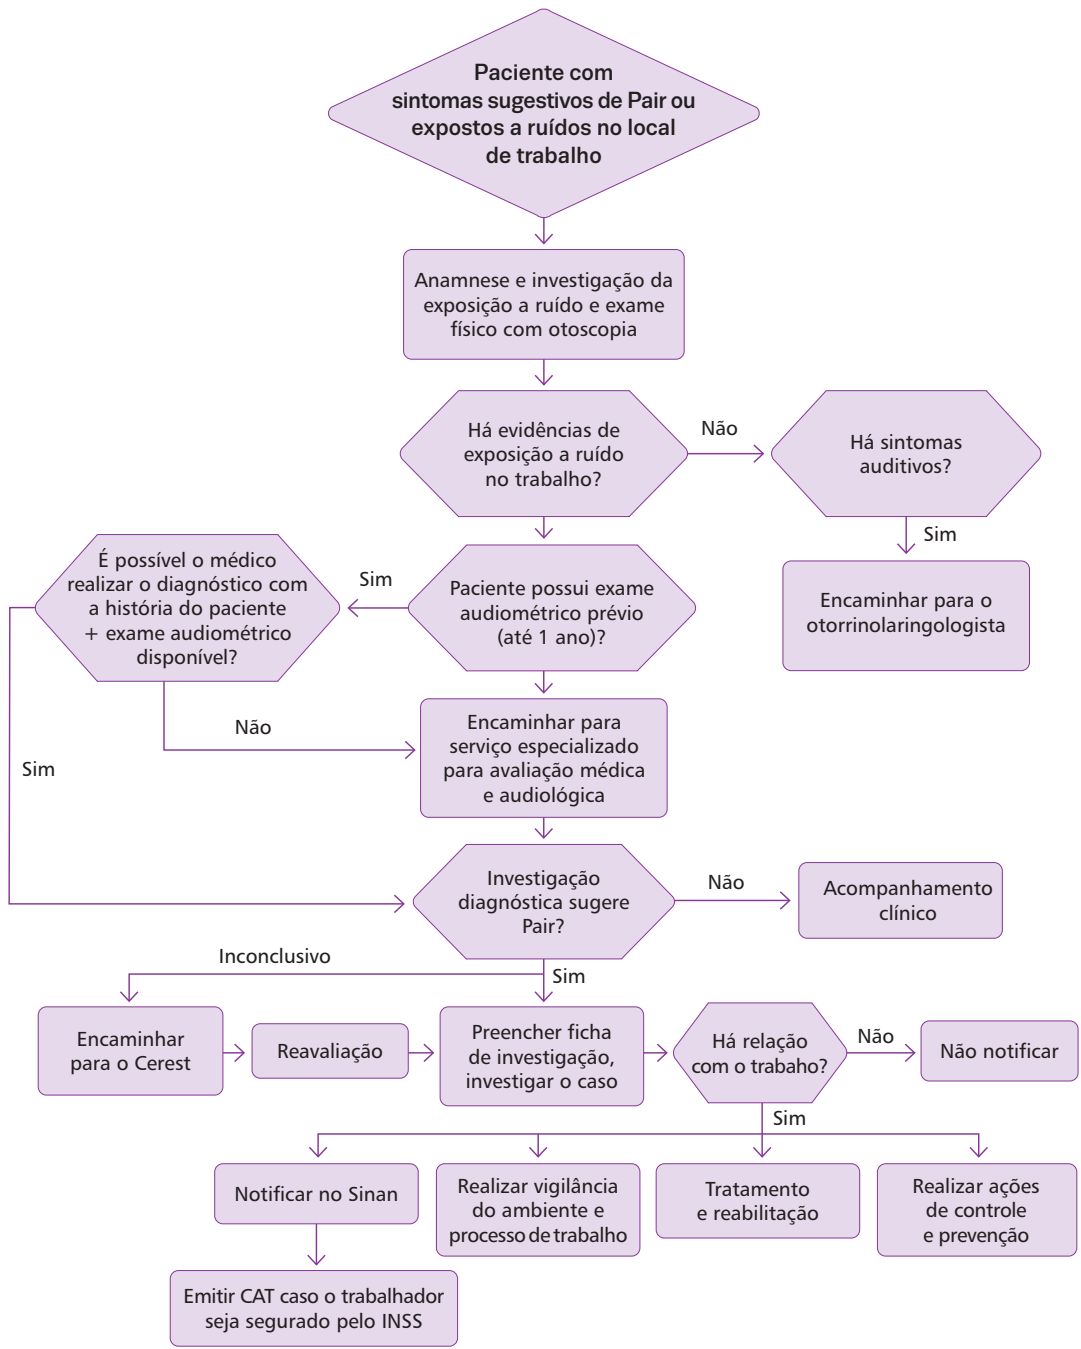 Paciente com
sintomas sugestivos de Pair ou
expostos a ruídos no local
de trabalho
Anamnese e investigação da
exposição a ruído e exame
físico com otoscopia
Há evidências de
exposição a ruído
no trabalho?
Não
Há sintomas
auditivos?
Sim
Encaminhar para o
otorrinolaringologista
Paciente possui exame
audiométrico prévio
(até 1 ano)?
Sim
É possível o médico
realizar o diagnóstico com
a história do paciente
+ exame audiométrico
disponível?
Não
Sim
Encaminhar para
serviço especializado
para avaliação médica
e audiológica
Investigação
diagnóstica sugere
Pair?
Não
Acompanhamento
clínico
Inconclusivo
Sim
Encaminhar
para o Cerest
Reavaliação
Preencher ficha
de investigação,
investigar o caso
Há relação
com o trabaho?
Não
Não notificar
Sim
Notificar no Sinan
Realizar vigilância
do ambiente e
processo de trabalho
Tratamento
e reabilitação
Realizar ações
de controle
e prevenção
Emitir CAT caso o trabalhador
seja segurado pelo INSS